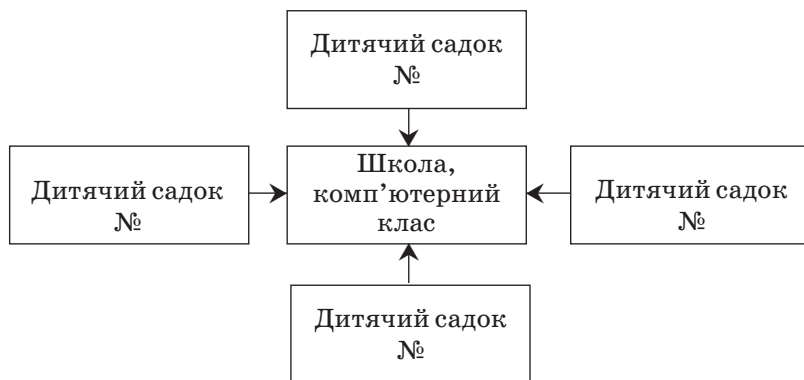 Дитячий садок
№
Дитячий садок
№
Школа,
комп’ютерний
клас
Дитячий садок
№
Дитячий садок
№